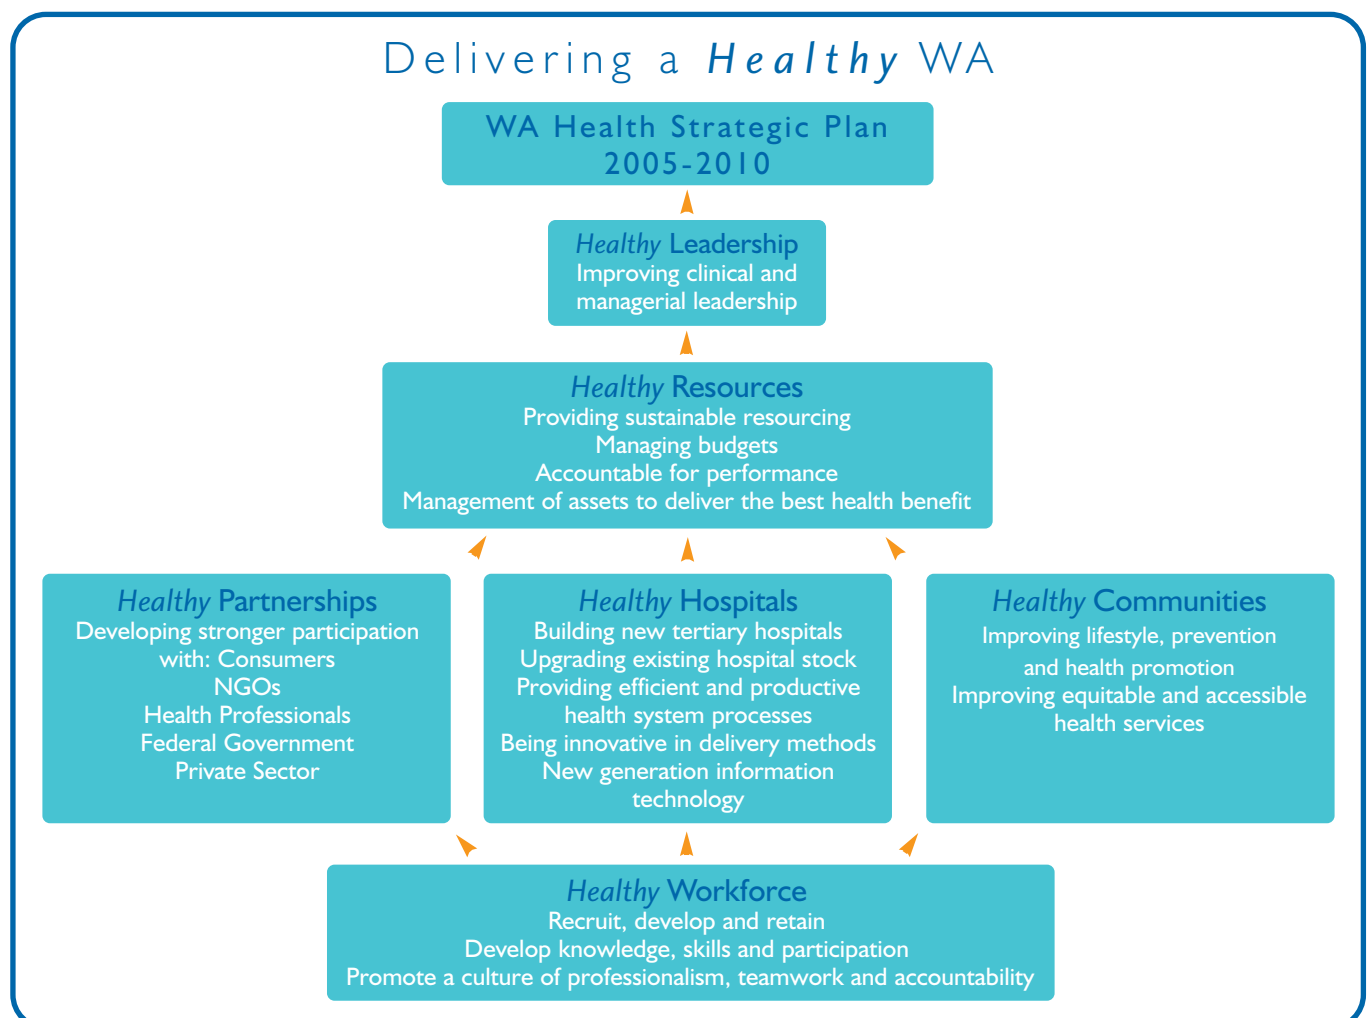 Delivering a Healthy WA
WA Health Strategic Plan
2005-2010
Healthy Leadership
Improving clinical and
managerial leadership
Healthy Resources
Providing sustainable resourcing
Managing budgets
Accountable for performance
Management of assets to deliver the best health benefit
Healthy Partnerships
Developing stronger participation
with: Consumers
NGOs
Health Professionals
Federal Government
Private Sector
Healthy Hospitals
Building new tertiary hospitals
Upgrading existing hospital stock
Providing efficient and productive
health system processes
Being innovative in delivery methods
New generation information
technology
Healthy Communities
Improving lifestyle, prevention
and health promotion
Improving equitable and accessible
health services
Healthy Workforce
Recruit, develop and retain
Develop knowledge, skills and participation
Promote a culture of professionalism, teamwork and accountability